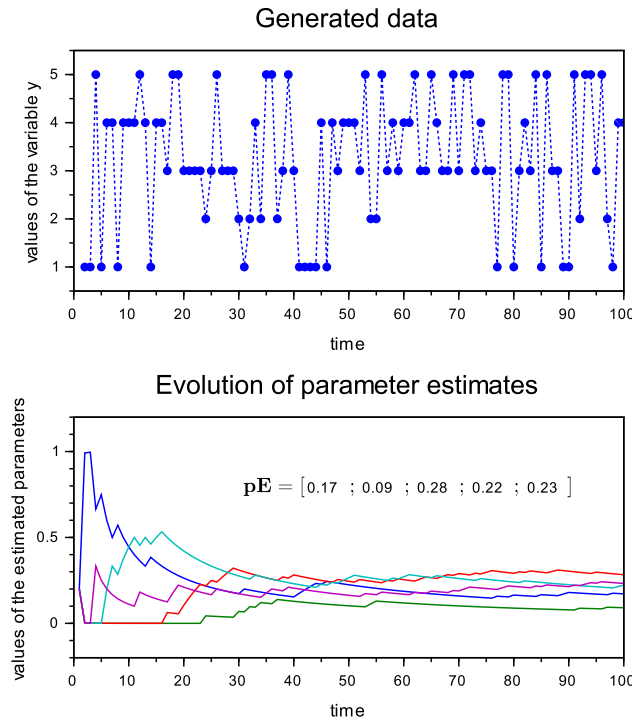 Generated data
values of the variable y
5
4
3
2
1
0 10 20 30 40 50 60 70 80 90 100
time
Evolution of parameter estimates
values of the estimated parameters
1
0.5
0
pE = [0.17 ; 0.09 ; 0.28 ; 0.22 ; 0.23 ]
0 10 20 30 40 50 60 70 80 90 100
time